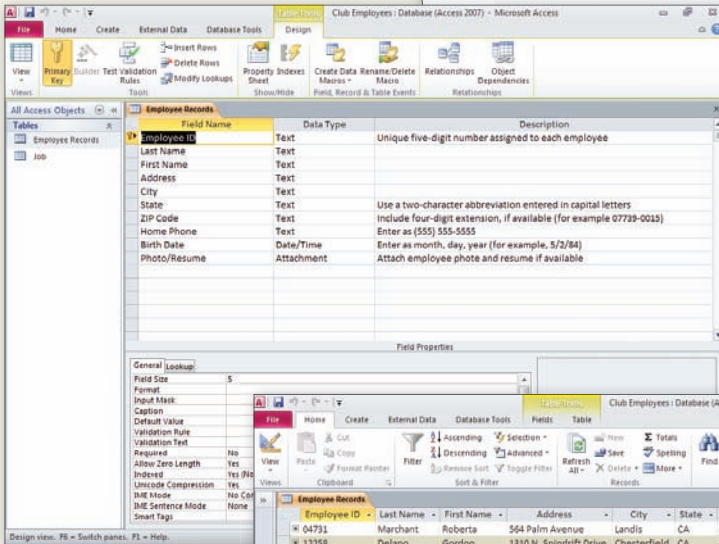 Table Tools Club Employees : Database (Access 2007) - Microsoft Access
File Home Create External Data Database Tools Design
View Primary Key Builder Test Validation Rules Insert Rows Delete Rows Modify Lookups Property Sheet Indexes Create Data Macros Rename/Delete Macro Relationships Object Dependencies
Views Tools Show/Hide Field, Record & Table Events Relationships
All Access Objects
Tables
Employee Records
Job
Employee Records
Field Name Data Type Description
Employee ID Text Unique five-digit number assigned to each employee
Last Name Text
First Name Text
Address Text
City Text
State Text Use a two-character abbreviation entered in capital letters
ZIP Code Text Include four-digit extension, if available (for example 07739-0015)
Home Phone Text Enter as (555) 555-5555
Birth Date Date/Time Enter as month, day, year (for example, 5/2/84)
Photo/Resume Attachment Attach employee photo and resume if available
Field Properties
General Lookup
Field Size 5
Format
Input Mask
Caption
Default Value
Validation Rule
Validation Text
Required No
Allow Zero Length Yes
Indexed Yes (No
Unicode Compression Yes
IME Mode No Con
IME Sentence Mode None
Smart Tags
Design view. F6 = Switch panes. F1 = Help.
Table Tools Club Employees : Database (A
File Home Create External Data Database Tools Fields Table
View Paste Cut Copy Format Painter Filter Ascending Descending Remove Sort Selection Advanced Toggle Filter Refresh All New Save Delete Totals Spelling More Find
Views Clipboard Sort & Filter Records
Employee Records
Employee ID Last Name First Name Address City State
04731 Marchant Roberta 564 Palm Avenue Landis CA
12259 Delano Gordon 1310 N. Spindrift Drive Chesterfield CA